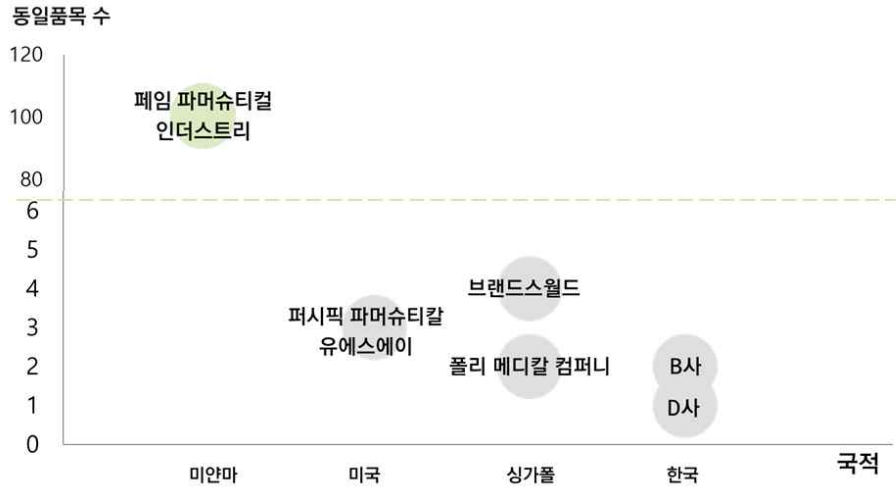 동일품목 수
120
100
80
6
5
4
3
2
1
0
페임 파머슈티컬
인더스트리
퍼시픽 파머슈티칼
유에스에이
브랜드스월드
폴리 메디칼 컴퍼니
B사
D사
미얀마
미국
싱가폴
한국
국적